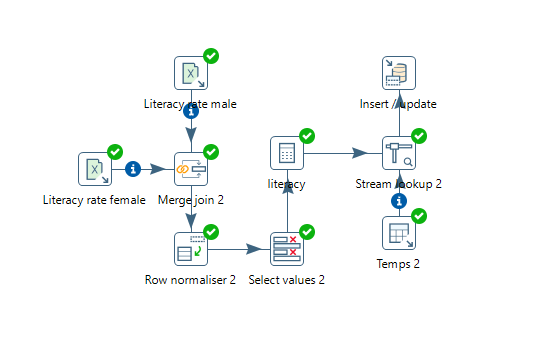 Literacy rate male
Insert / update
Literacy rate female
Merge join 2
literacy
Stream lookup 2
Row normaliser 2
Select values 2
Temps 2